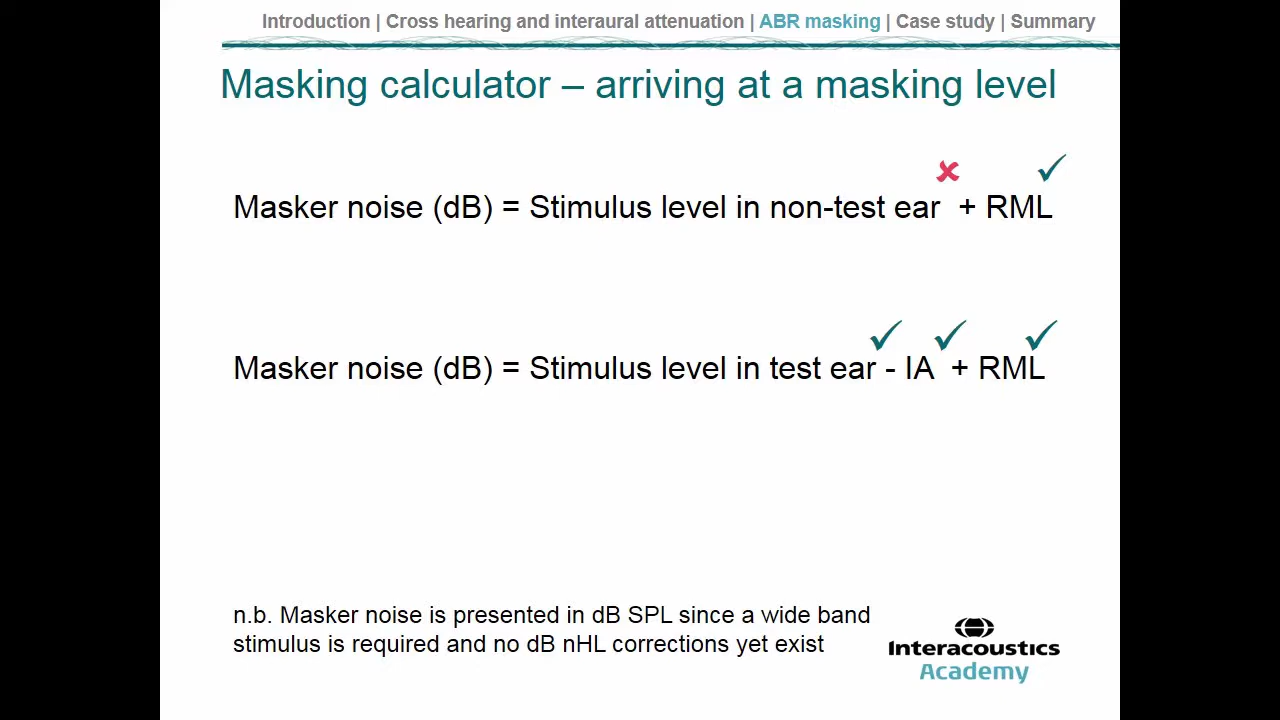 Introduction | Cross hearing and interaural attenuation | ABR masking | Case study | Summary
Masking calculator – arriving at a masking level
Masker noise (dB) = Stimulus level in non-test ear + RML
Masker noise (dB) = Stimulus level in test ear - IA + RML
n.b. Masker noise is presented in dB SPL since a wide band
stimulus is required and no dB nHL corrections yet exist
Interacoustics
Academy